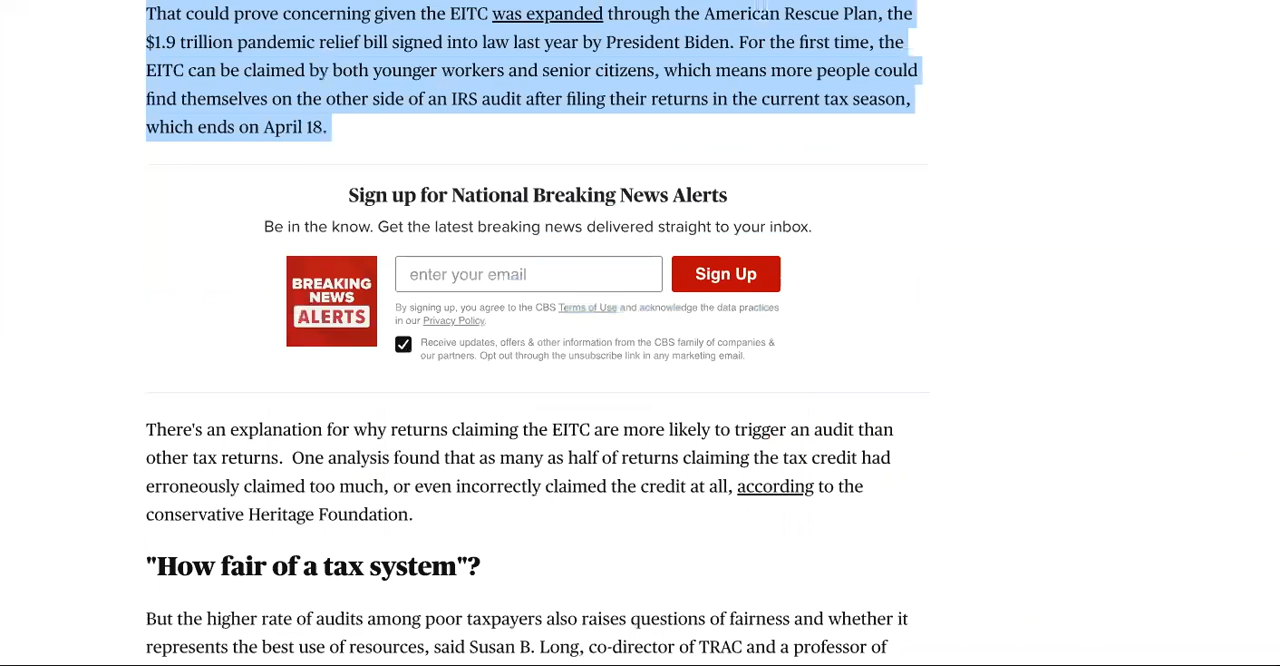 That could prove concerning given the EITC was expanded through the American Rescue Plan, the
$1.9 trillion pandemic relief bill signed into law last year by President Biden. For the first time, the
EITC can be claimed by both younger workers and senior citizens, which means more people could
find themselves on the other side of an IRS audit after filing their returns in the current tax season,
which ends on April 18.
Sign up for National Breaking News Alerts
Be in the know. Get the latest breaking news delivered straight to your inbox.
BREAKING
NEWS
ALERTS
enter your email
Sign Up
By signing up, you agree to the CBS Terms of Use and acknowledge the data practices
in our Privacy Policy.
Receive updates, offers & other information from the CBS family of companies &
our partners. Opt out through the unsubscribe link in any marketing email.
There's an explanation for why returns claiming the EITC are more likely to trigger an audit than
other tax returns.  One analysis found that as many as half of returns claiming the tax credit had
erroneously claimed too much, or even incorrectly claimed the credit at all, according to the
conservative Heritage Foundation.
"How fair of a tax system"?
But the higher rate of audits among poor taxpayers also raises questions of fairness and whether it
represents the best use of resources, said Susan B. Long, co-director of TRAC and a professor of